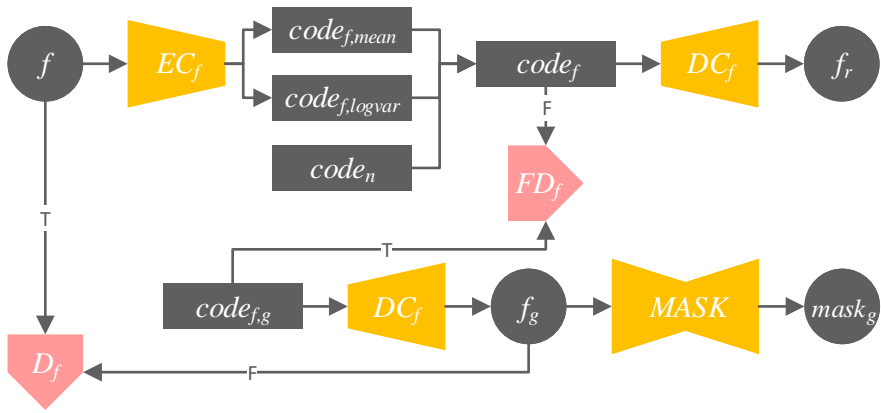 f
EC_f
code_{f,mean}
code_{f,logvar}
code_n
code_f
DC_f
f_r
F
FD_f
T
T
code_{f,g}
DC_f
f_g
MASK
mask_g
D_f
F